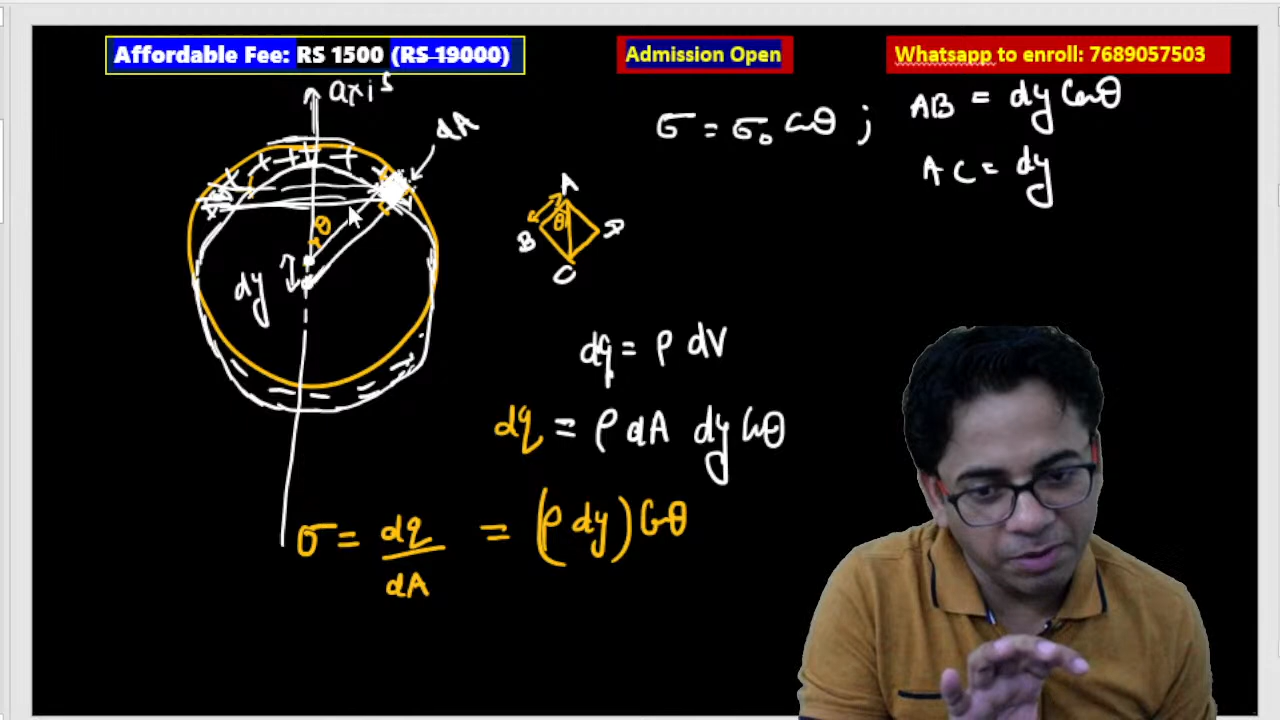 Affordable Fee: RS 1500 (RS 19000)
Admission Open
Whatsapp to enroll: 7689057503
axis
dA
σ = σ₀ Cosθ ;
AB = dy Cosθ
AC = dy
θ
dy
A
θ
B
D
C
dq = ρ dV
dq = ρ dA dy Cosθ
σ = dq/dA = (ρ dy) Cosθ